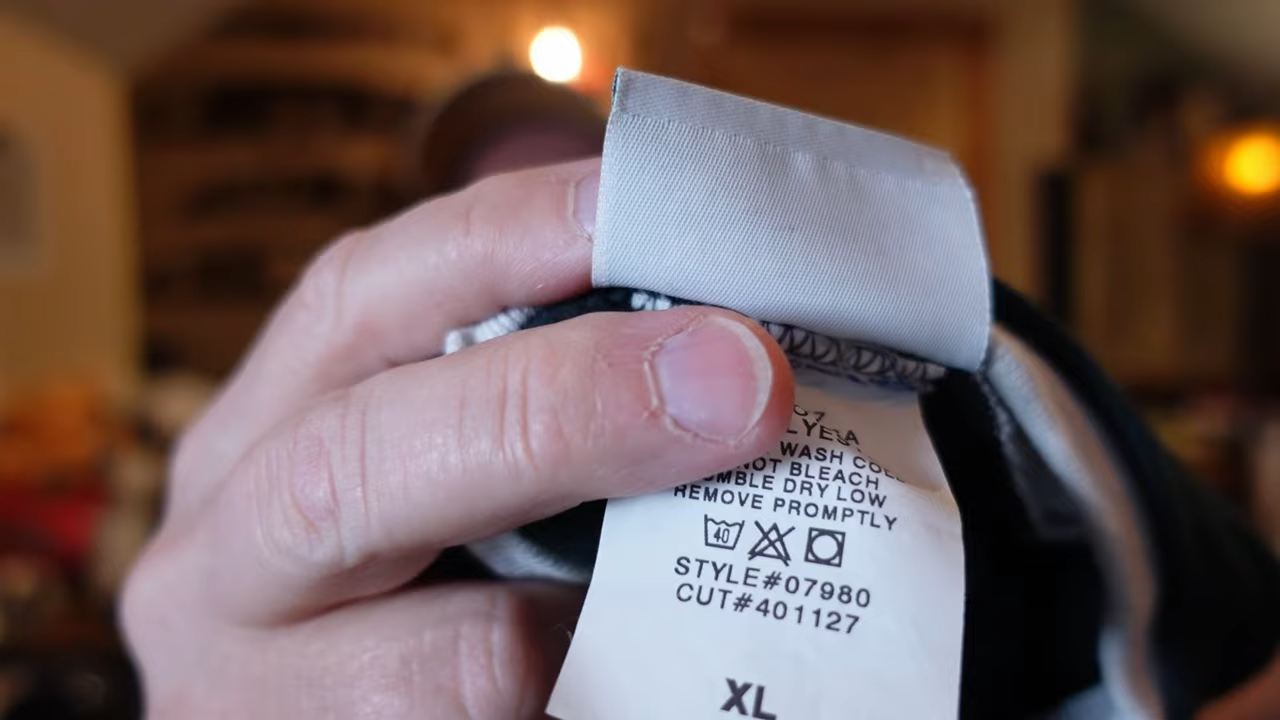 WASH
NOT BLEACH
DRY LOW
REMOVE PROMPTLY
40
STYLE#07980
CUT#401127
XL